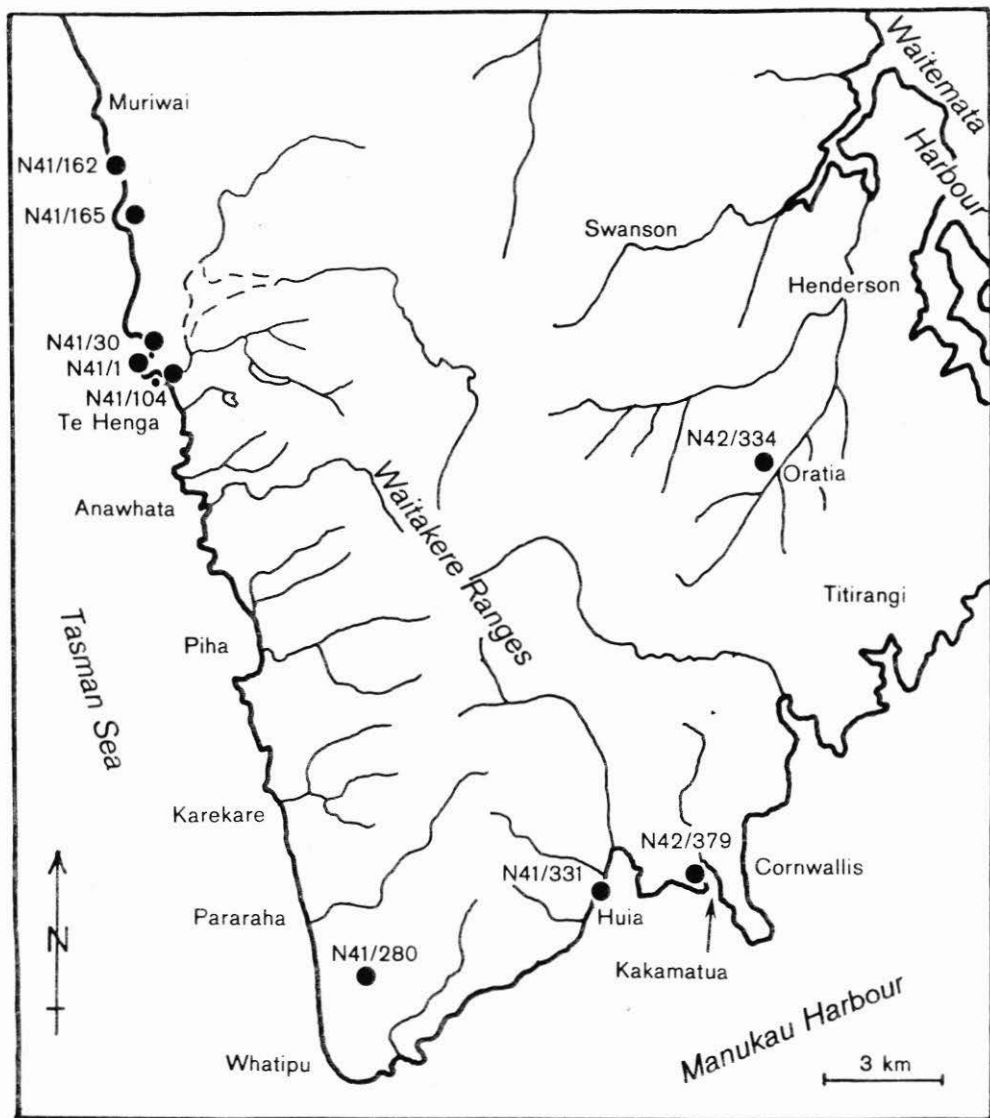 Waitemata
Harbour
Muriwai
N41/162
N41/165
Swanson
Henderson
N41/30
N41/1
N41/104
Te Henga
N42/334
Oratia
Anawhata
Waitakere Ranges
Titirangi
Piha
Tasman Sea
Karekare
N42/379
N41/331
Cornwallis
Pararaha
Huia
N
N41/280
Kakamatua
Manukau Harbour
Whatipu
3 km